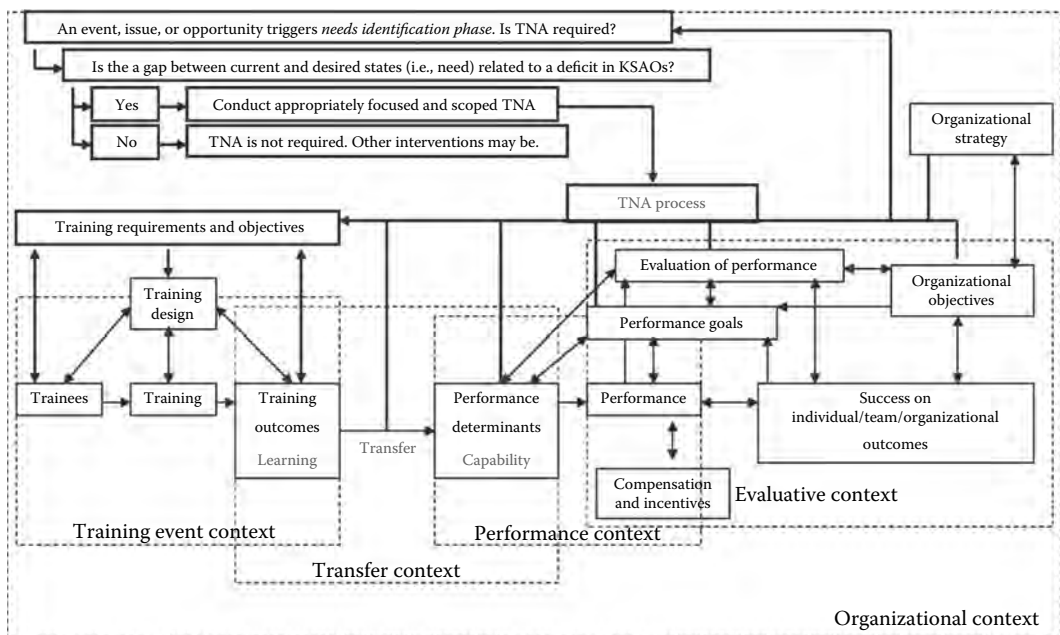 An event, issue, or opportunity triggers needs identification phase. Is TNA required?
Is the a gap between current and desired states (i.e., need) related to a deficit in KSAOs?
Yes
Conduct appropriately focused and scoped TNA
No
TNA is not required. Other interventions may be.
Organizational
strategy
TNA process
Training requirements and objectives
Evaluation of performance
Organizational
objectives
Training
design
Performance goals
Trainees
Training
Training
outcomes
Learning
Transfer
Performance
determinants
Capability
Performance
Success on
individual/team/organizational
outcomes
Compensation
and incentives
Evaluative context
Training event context
Performance context
Transfer context
Organizational context